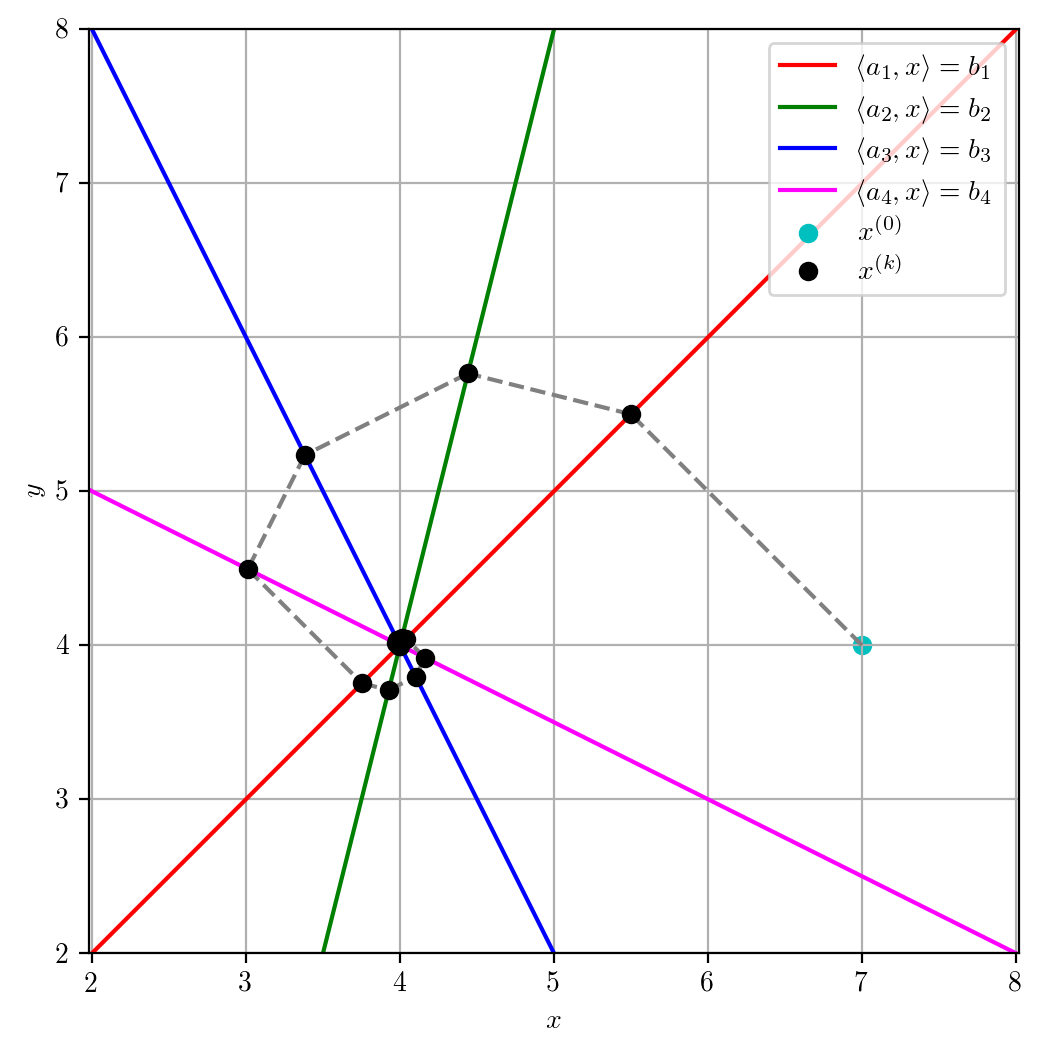 8
7
6
5
4
3
2
y
2 3 4 5 6 7 8
x
⟨a₁, x⟩ = b₁
⟨a₂, x⟩ = b₂
⟨a₃, x⟩ = b₃
⟨a₄, x⟩ = b₄
x⁽⁰⁾
x⁽ᵏ⁾